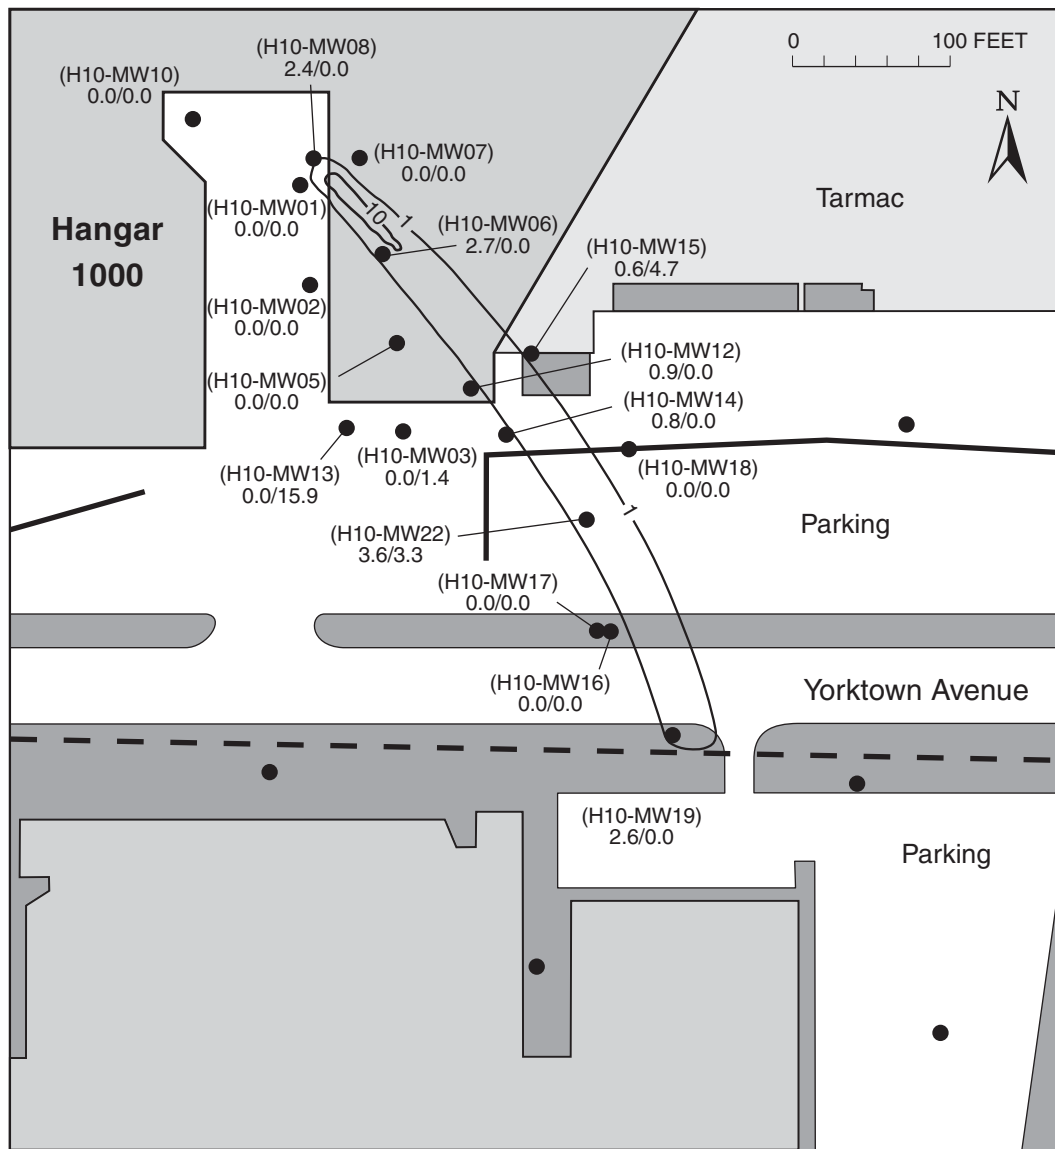 (H10-MW08)
2.4/0.0
0 100 FEET
(H10-MW10)
0.0/0.0
N
(H10-MW07)
0.0/0.0
Tarmac
(H10-MW01)
0.0/0.0
10
1
(H10-MW06)
2.7/0.0
Hangar
1000
(H10-MW15)
0.6/4.7
(H10-MW02)
0.0/0.0
(H10-MW12)
0.9/0.0
(H10-MW05)
0.0/0.0
(H10-MW14)
0.8/0.0
(H10-MW03)
0.0/1.4
(H10-MW13)
0.0/15.9
(H10-MW18)
0.0/0.0
1
Parking
(H10-MW22)
3.6/3.3
(H10-MW17)
0.0/0.0
(H10-MW16)
0.0/0.0
Yorktown Avenue
(H10-MW19)
2.6/0.0
Parking